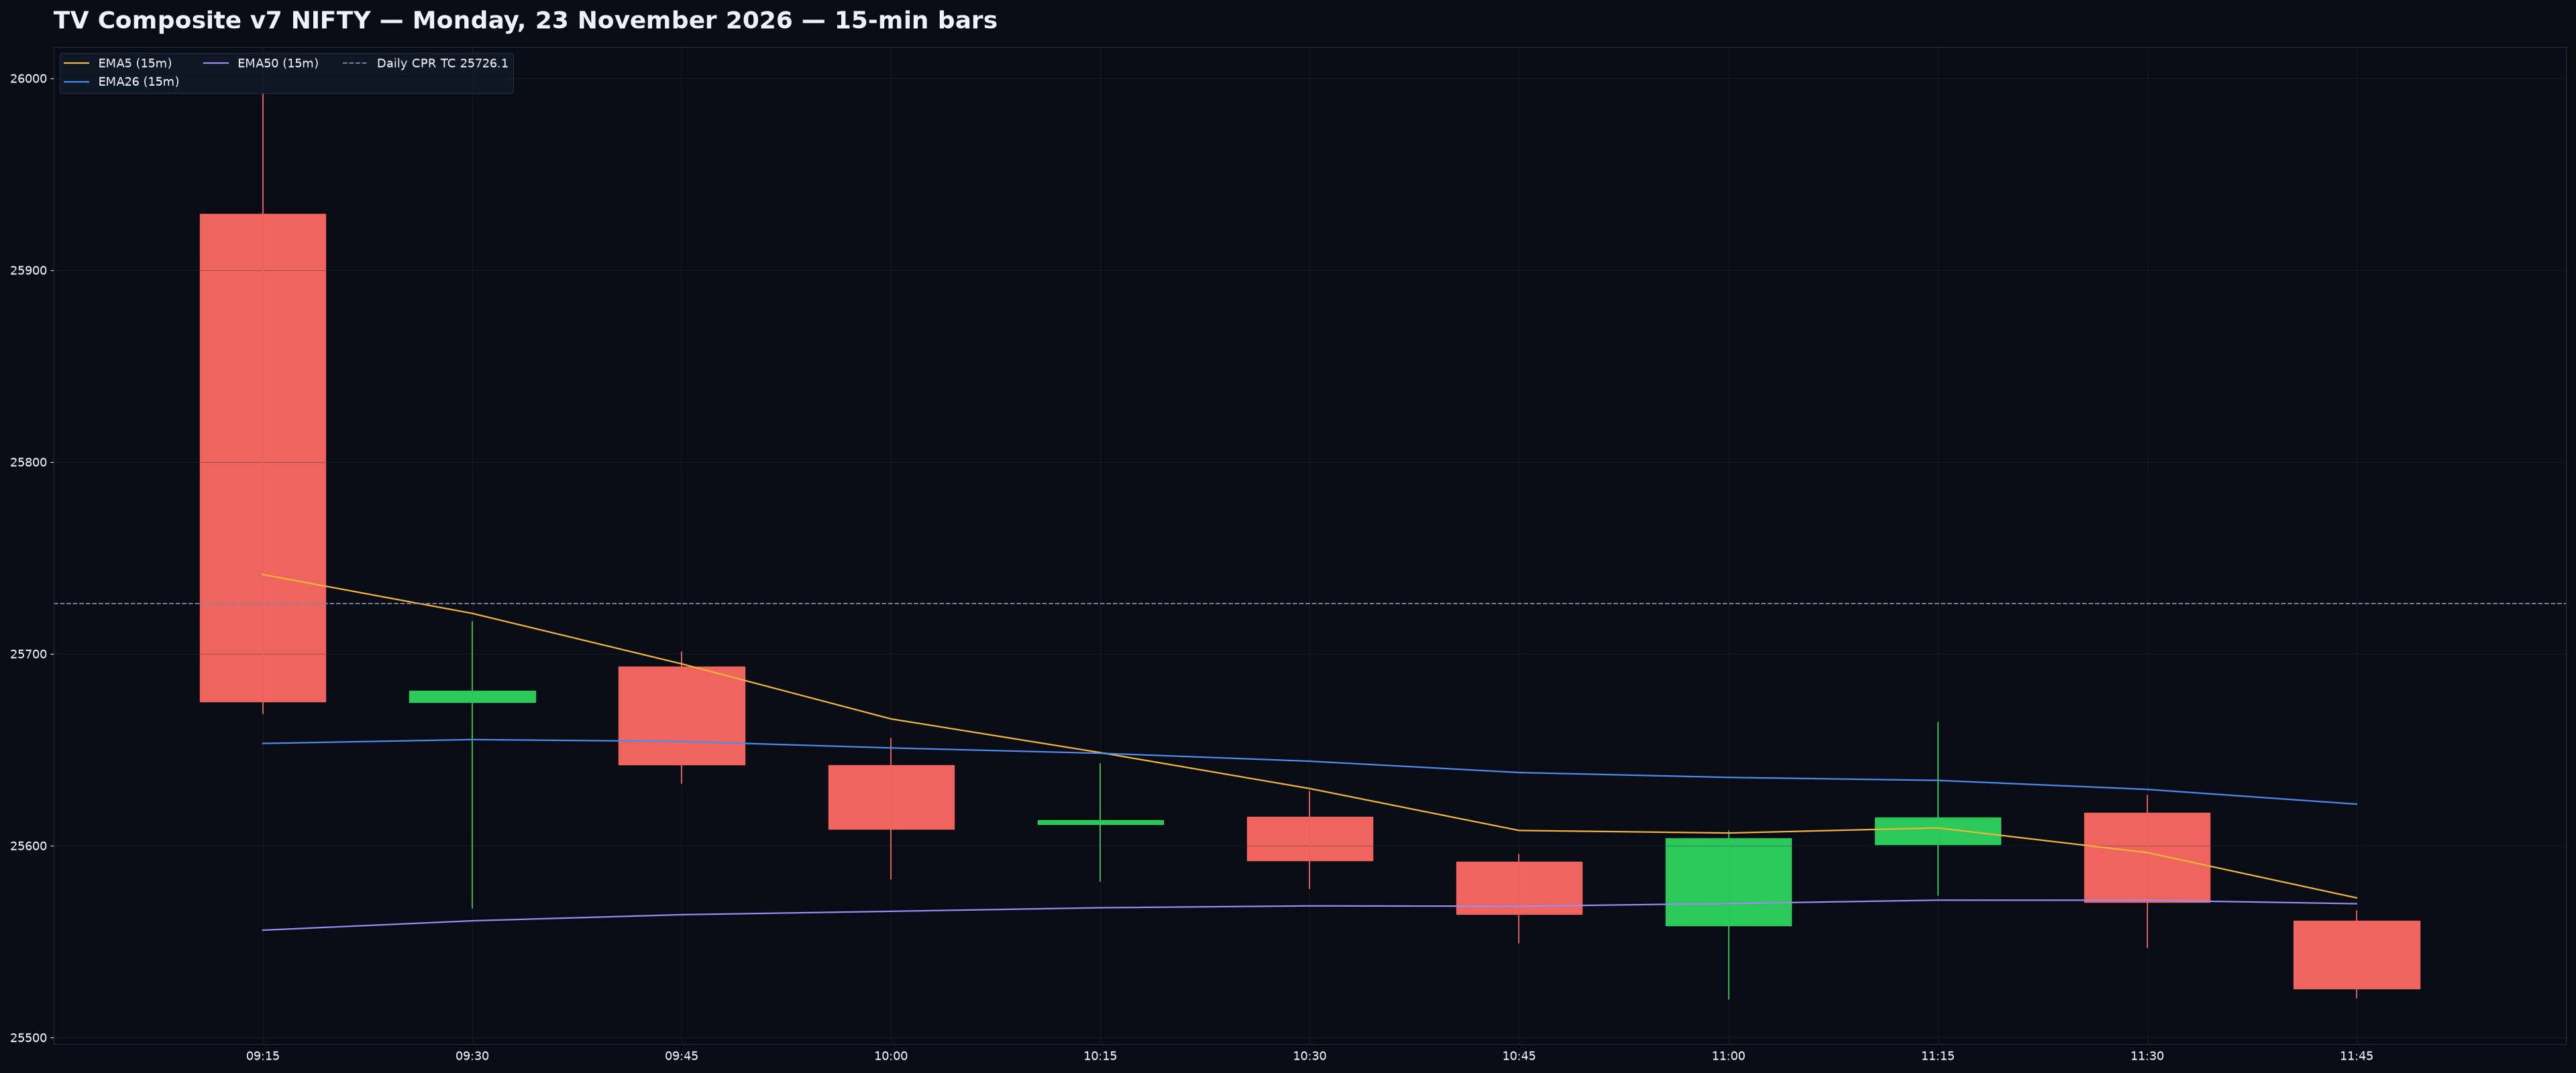 TV Composite v7 NIFTY — Monday, 23 November 2026 — 15-min bars
EMA5 (15m) EMA50 (15m) Daily CPR TC 25726.1
EMA26 (15m)
26000
25900
25800
25700
25600
25500
09:15 09:30 09:45 10:00 10:15 10:30 10:45 11:00 11:15 11:30 11:45